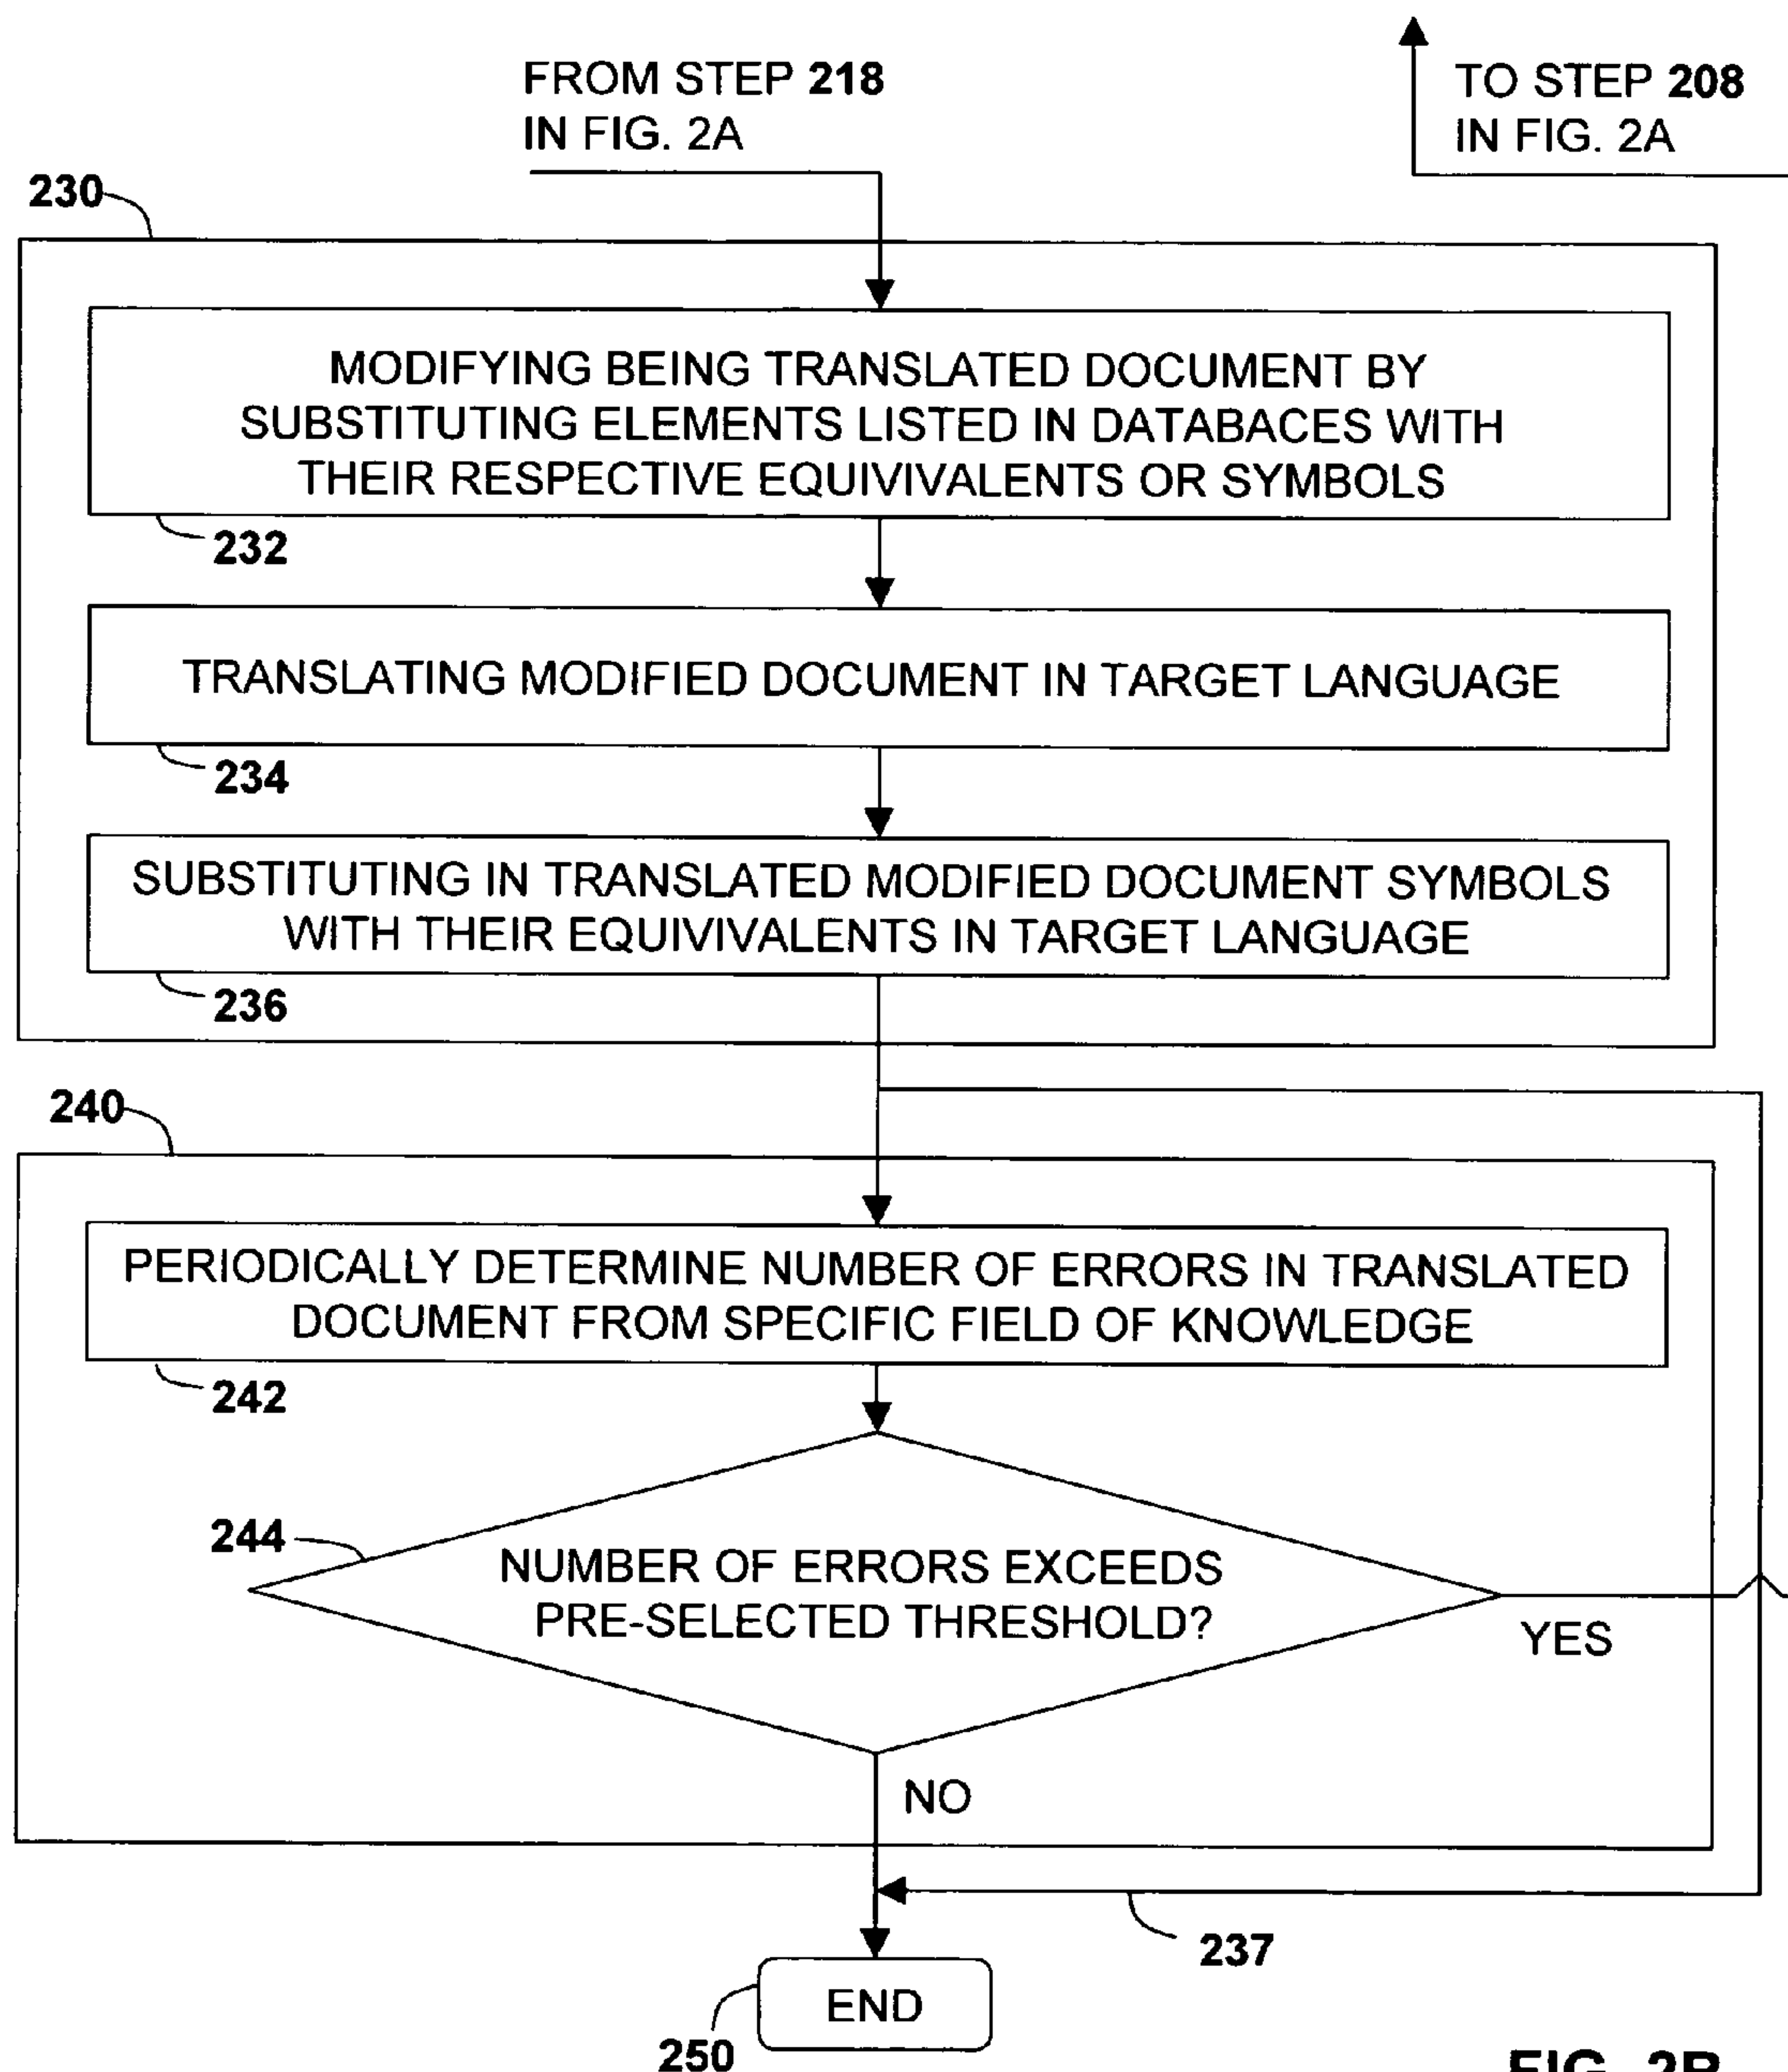 FROM STEP 218
IN FIG. 2A
TO STEP 208
IN FIG. 2A
230
MODIFYING BEING TRANSLATED DOCUMENT BY
SUBSTITUTING ELEMENTS LISTED IN DATABACES WITH
THEIR RESPECTIVE EQUIVIVALENTS OR SYMBOLS
232
TRANSLATING MODIFIED DOCUMENT IN TARGET LANGUAGE
234
SUBSTITUTING IN TRANSLATED MODIFIED DOCUMENT SYMBOLS
WITH THEIR EQUIVIVALENTS IN TARGET LANGUAGE
236
240
PERIODICALLY DETERMINE NUMBER OF ERRORS IN TRANSLATED
DOCUMENT FROM SPECIFIC FIELD OF KNOWLEDGE
242
244
NUMBER OF ERRORS EXCEEDS
PRE-SELECTED THRESHOLD?
YES
NO
237
END
250
FIG. 2B